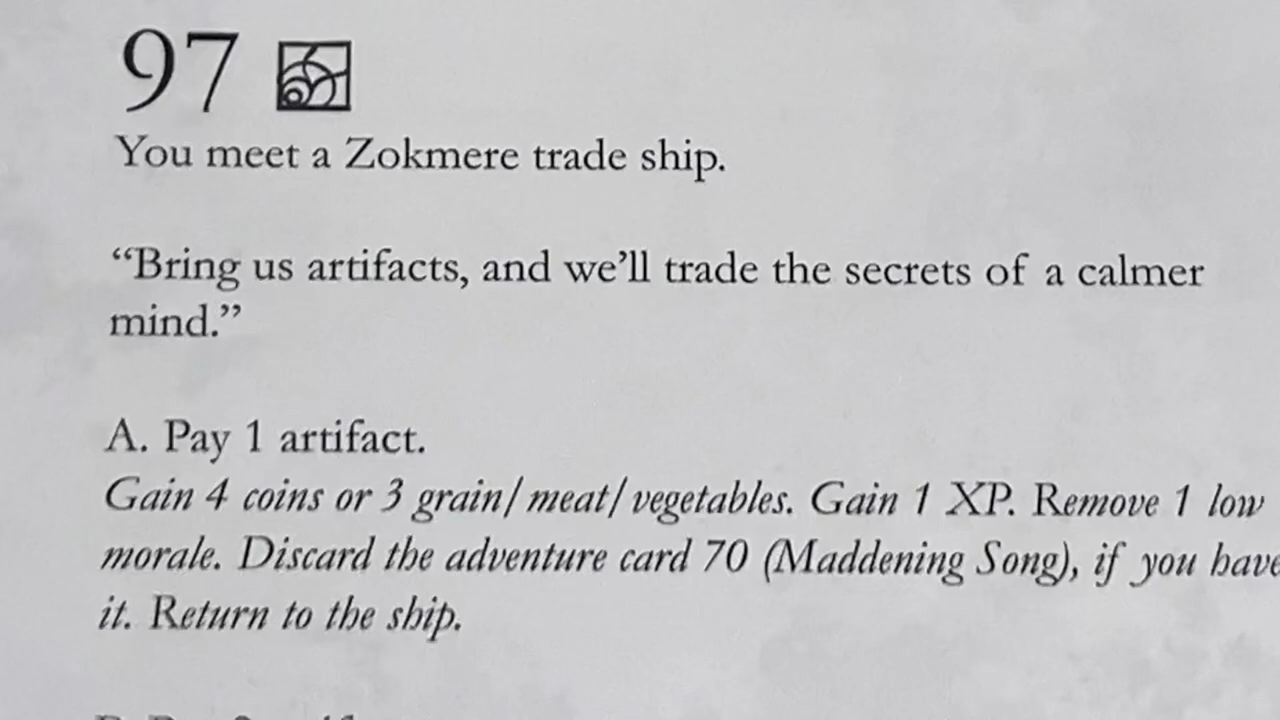 97
You meet a Zokmere trade ship.
“Bring us artifacts, and we’ll trade the secrets of a calmer
mind.”
A. Pay 1 artifact.
Gain 4 coins or 3 grain/meat/vegetables. Gain 1 XP. Remove 1 low
morale. Discard the adventure card 70 (Maddening Song), if you have
it. Return to the ship.